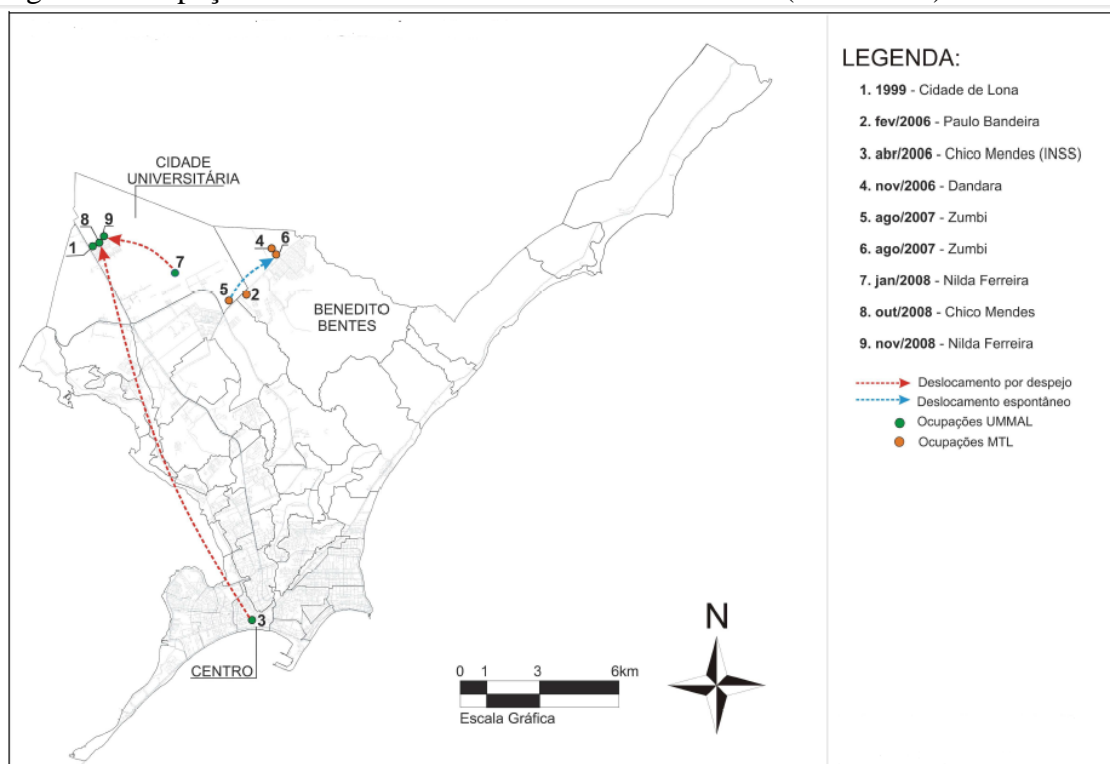 CIDADE
UNIVERSITÁRIA
8 9
1
7
4
6
5
2
BENEDITO
BENTES
3
CENTRO
0 1 3 6km
Escala Gráfica
N
LEGENDA:
1. 1999 - Cidade de Lona
2. fev/2006 - Paulo Bandeira
3. abr/2006 - Chico Mendes (INSS)
4. nov/2006 - Dandara
5. ago/2007 - Zumbi
6. ago/2007 - Zumbi
7. jan/2008 - Nilda Ferreira
8. out/2008 - Chico Mendes
9. nov/2008 - Nilda Ferreira
Deslocamento por despejo
Deslocamento espontâneo
Ocupações UMMAL
Ocupações MTL